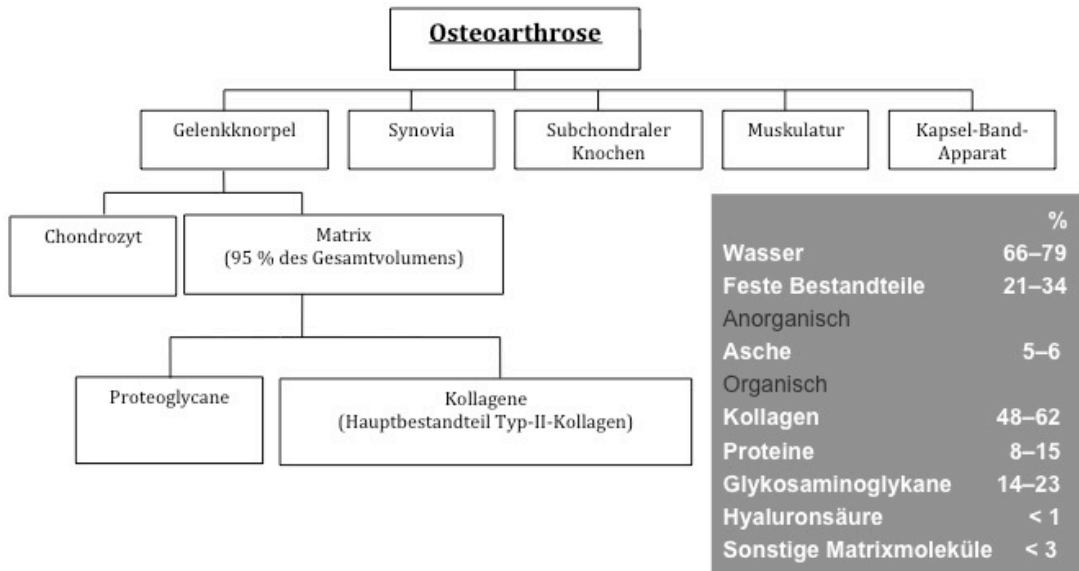 Osteoarthrose
Gelenkknorpel
Synovia
Subchondraler
Knochen
Muskulatur
Kapsel-Band-
Apparat
Chondrozyt
Matrix
(95 % des Gesamtvolumens)
Proteoglycane
Kollagene
(Hauptbestandteil Typ-II-Kollagen)
%
Wasser 66–79
Feste Bestandteile 21–34
Anorganisch
Asche 5–6
Organisch
Kollagen 48–62
Proteine 8–15
Glykosaminoglykane 14–23
Hyaluronsäure < 1
Sonstige Matrixmoleküle < 3